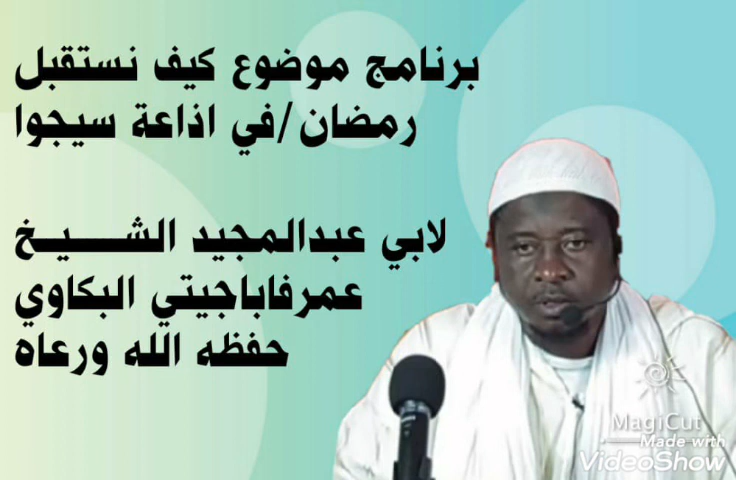 برنامج موضوع كيف نستقبل
رمضان/في اذاعة سيجوا
لابي عبدالمجيد الشـــيـخ
عمرفاباجيتي البكاوي
حفظه الله ورعاه
MagiCut
Made with
VideoShow